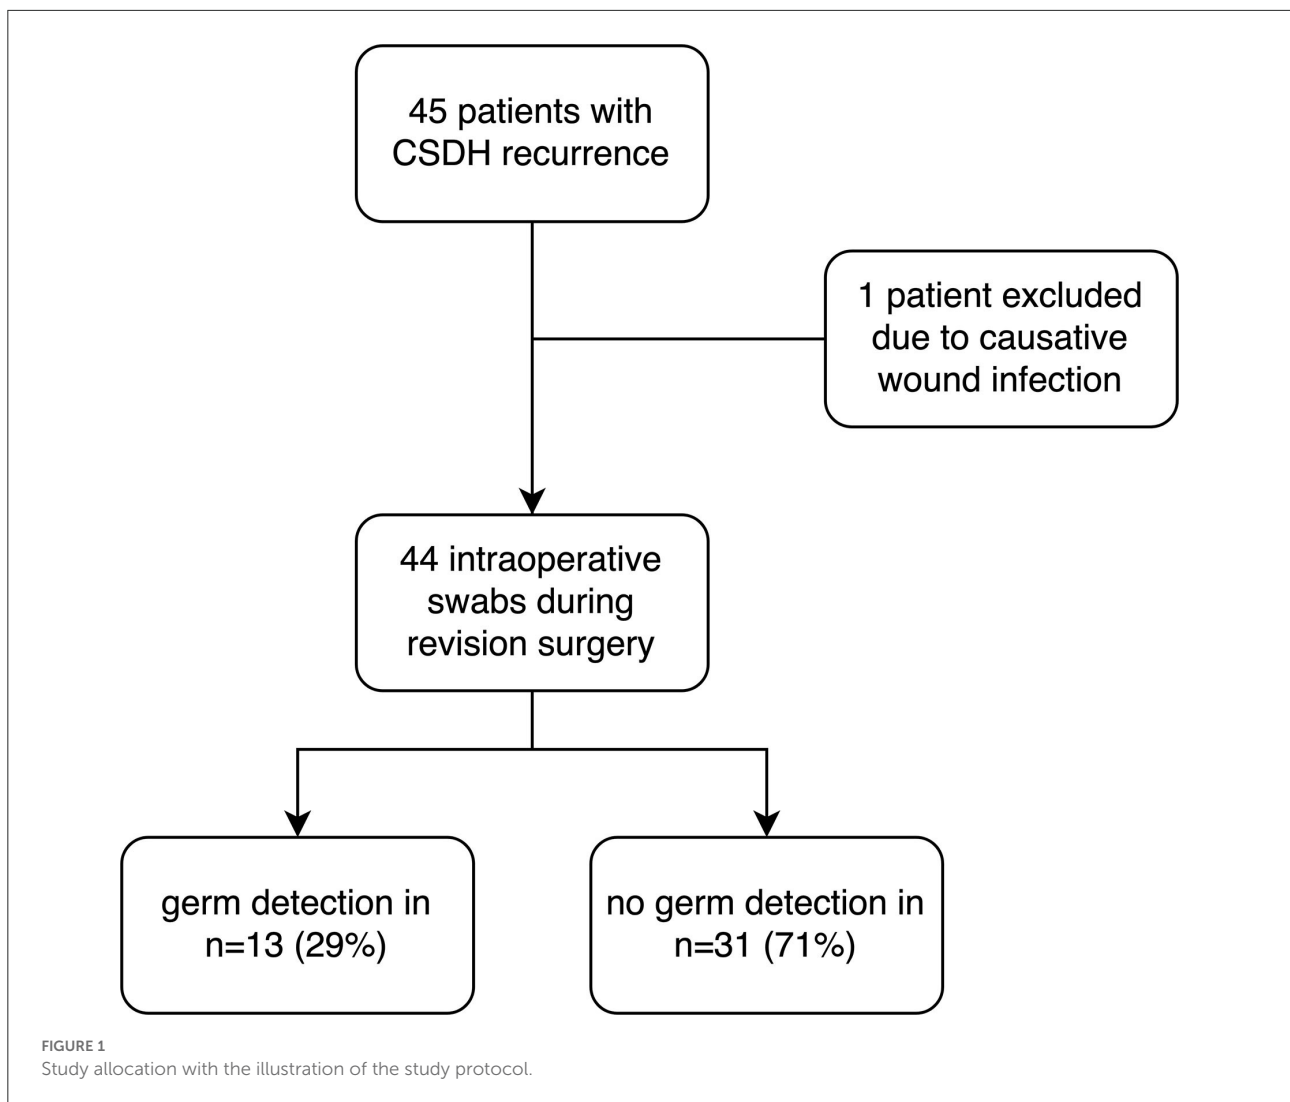 45 patients with
CSDH recurrence
1 patient excluded
due to causative
wound infection
44 intraoperative
swabs during
revision surgery
germ detection in
n=13 (29%)
no germ detection in
n=31 (71%)
FIGURE 1
Study allocation with the illustration of the study protocol.